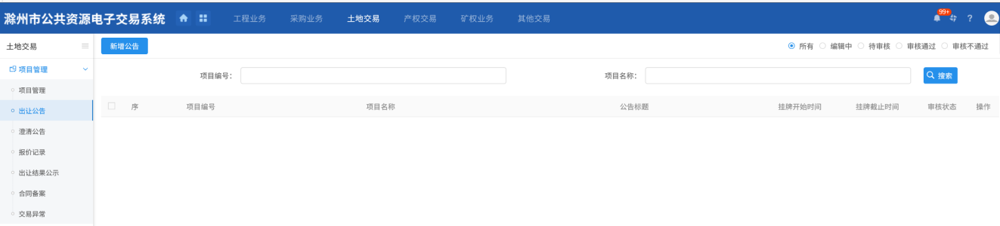 滁州市公共资源电子交易系统 工程业务 采购业务 土地交易 产权交易 矿权业务 其他交易 99+ ?
土地交易 新增公告 所有 编辑中 待审核 审核通过 审核不通过
项目管理
项目编号： 项目名称： 搜索
项目管理
序 项目编号 项目名称 公告标题 挂牌开始时间 挂牌截止时间 审核状态 操作
出让公告
澄清公告
报价记录
出让结果公示
合同备案
交易异常